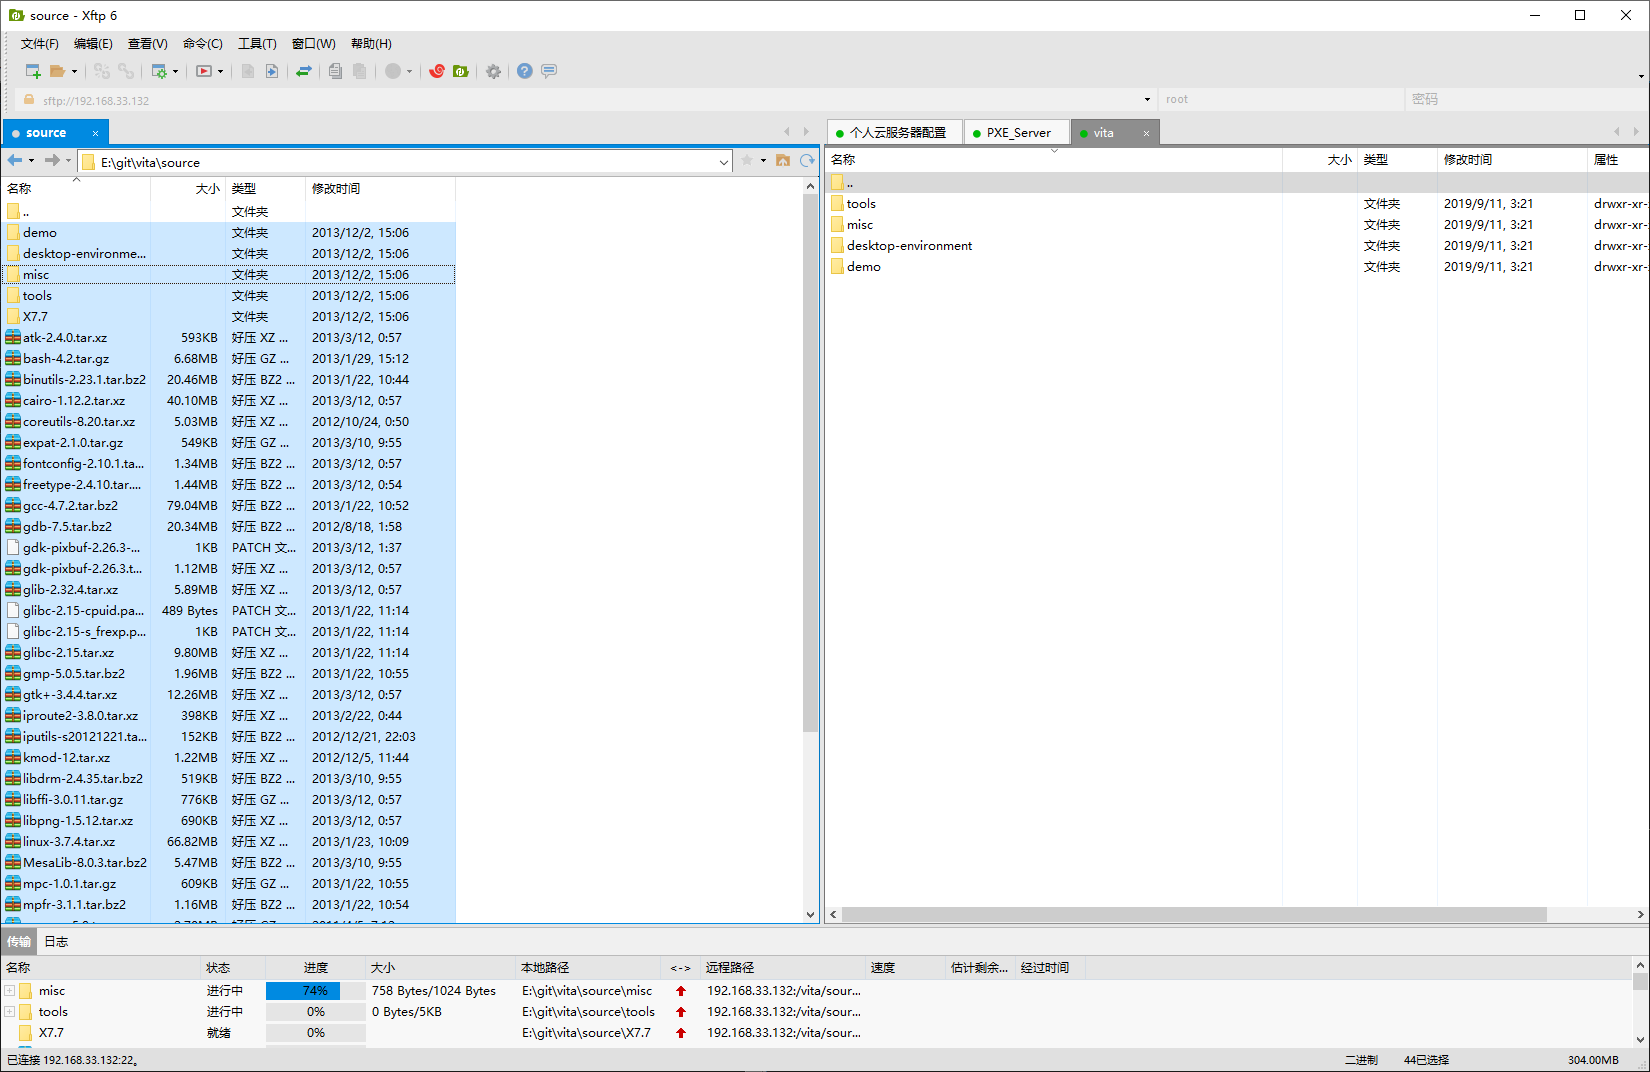 source - Xftp 6
文件(F) 编辑(E) 查看(V) 命令(C) 工具(T) 窗口(W) 帮助(H)
sftp://192.168.33.132 root 密码
source × 个人云服务器配置 PXE_Server vita ×
E:\git\vita\source
名称 大小 类型 修改时间
.. 文件夹
demo 文件夹 2013/12/2, 15:06
desktop-environme... 文件夹 2013/12/2, 15:06
misc 文件夹 2013/12/2, 15:06
tools 文件夹 2013/12/2, 15:06
X7.7 文件夹 2013/12/2, 15:06
atk-2.4.0.tar.xz 593KB 好压 XZ ... 2013/3/12, 0:57
bash-4.2.tar.gz 6.68MB 好压 GZ ... 2013/1/29, 15:12
binutils-2.23.1.tar.bz2 20.46MB 好压 BZ2 ... 2013/1/22, 10:44
cairo-1.12.2.tar.xz 40.10MB 好压 XZ ... 2013/3/12, 0:57
coreutils-8.20.tar.xz 5.03MB 好压 XZ ... 2012/10/24, 0:50
expat-2.1.0.tar.gz 549KB 好压 GZ ... 2013/3/10, 9:55
fontconfig-2.10.1.ta... 1.34MB 好压 BZ2 ... 2013/3/12, 0:57
freetype-2.4.10.tar.... 1.44MB 好压 BZ2 ... 2013/3/12, 0:54
gcc-4.7.2.tar.bz2 79.04MB 好压 BZ2 ... 2013/1/22, 10:52
gdb-7.5.tar.bz2 20.34MB 好压 BZ2 ... 2012/8/18, 1:58
gdk-pixbuf-2.26.3-... 1KB PATCH 文... 2013/3/12, 1:37
gdk-pixbuf-2.26.3.t... 1.12MB 好压 XZ ... 2013/3/12, 0:57
glib-2.32.4.tar.xz 5.89MB 好压 XZ ... 2013/3/12, 0:57
glibc-2.15-cpuid.pa... 489 Bytes PATCH 文... 2013/1/22, 11:14
glibc-2.15-s_frexp.p... 1KB PATCH 文... 2013/1/22, 11:14
glibc-2.15.tar.xz 9.80MB 好压 XZ ... 2013/1/22, 11:14
gmp-5.0.5.tar.bz2 1.96MB 好压 BZ2 ... 2013/1/22, 10:55
gtk+-3.4.4.tar.xz 12.26MB 好压 XZ ... 2013/3/12, 0:57
iproute2-3.8.0.tar.xz 398KB 好压 XZ ... 2013/2/22, 0:44
iputils-s20121221.ta... 152KB 好压 BZ2 ... 2012/12/21, 22:03
kmod-12.tar.xz 1.22MB 好压 XZ ... 2012/12/5, 11:44
libdrm-2.4.35.tar.bz2 519KB 好压 BZ2 ... 2013/3/10, 9:55
libffi-3.0.11.tar.gz 776KB 好压 GZ ... 2013/3/12, 0:57
libpng-1.5.12.tar.xz 690KB 好压 XZ ... 2013/3/12, 0:57
linux-3.7.4.tar.xz 66.82MB 好压 XZ ... 2013/1/23, 10:09
MesaLib-8.0.3.tar.bz2 5.47MB 好压 BZ2 ... 2013/3/10, 9:55
mpc-1.0.1.tar.gz 609KB 好压 GZ ... 2013/1/22, 10:55
mpfr-3.1.1.tar.bz2 1.16MB 好压 BZ2 ... 2013/1/22, 10:54
名称 大小 类型 修改时间 属性
..
tools 文件夹 2019/9/11, 3:21 drwxr-xr-
misc 文件夹 2019/9/11, 3:21 drwxr-xr-
desktop-environment 文件夹 2019/9/11, 3:21 drwxr-xr-
demo 文件夹 2019/9/11, 3:21 drwxr-xr-
传输 日志
名称 状态 进度 大小 本地路径 <-> 远程路径 速度 估计剩余... 经过时间
misc 进行中 74% 758 Bytes/1024 Bytes E:\git\vita\source\misc 192.168.33.132:/vita/sour...
tools 进行中 0% 0 Bytes/5KB E:\git\vita\source\tools 192.168.33.132:/vita/sour...
X7.7 就绪 0% E:\git\vita\source\X7.7 192.168.33.132:/vita/sour...
已连接 192.168.33.132:22。 二进制 44已选择 304.00MB